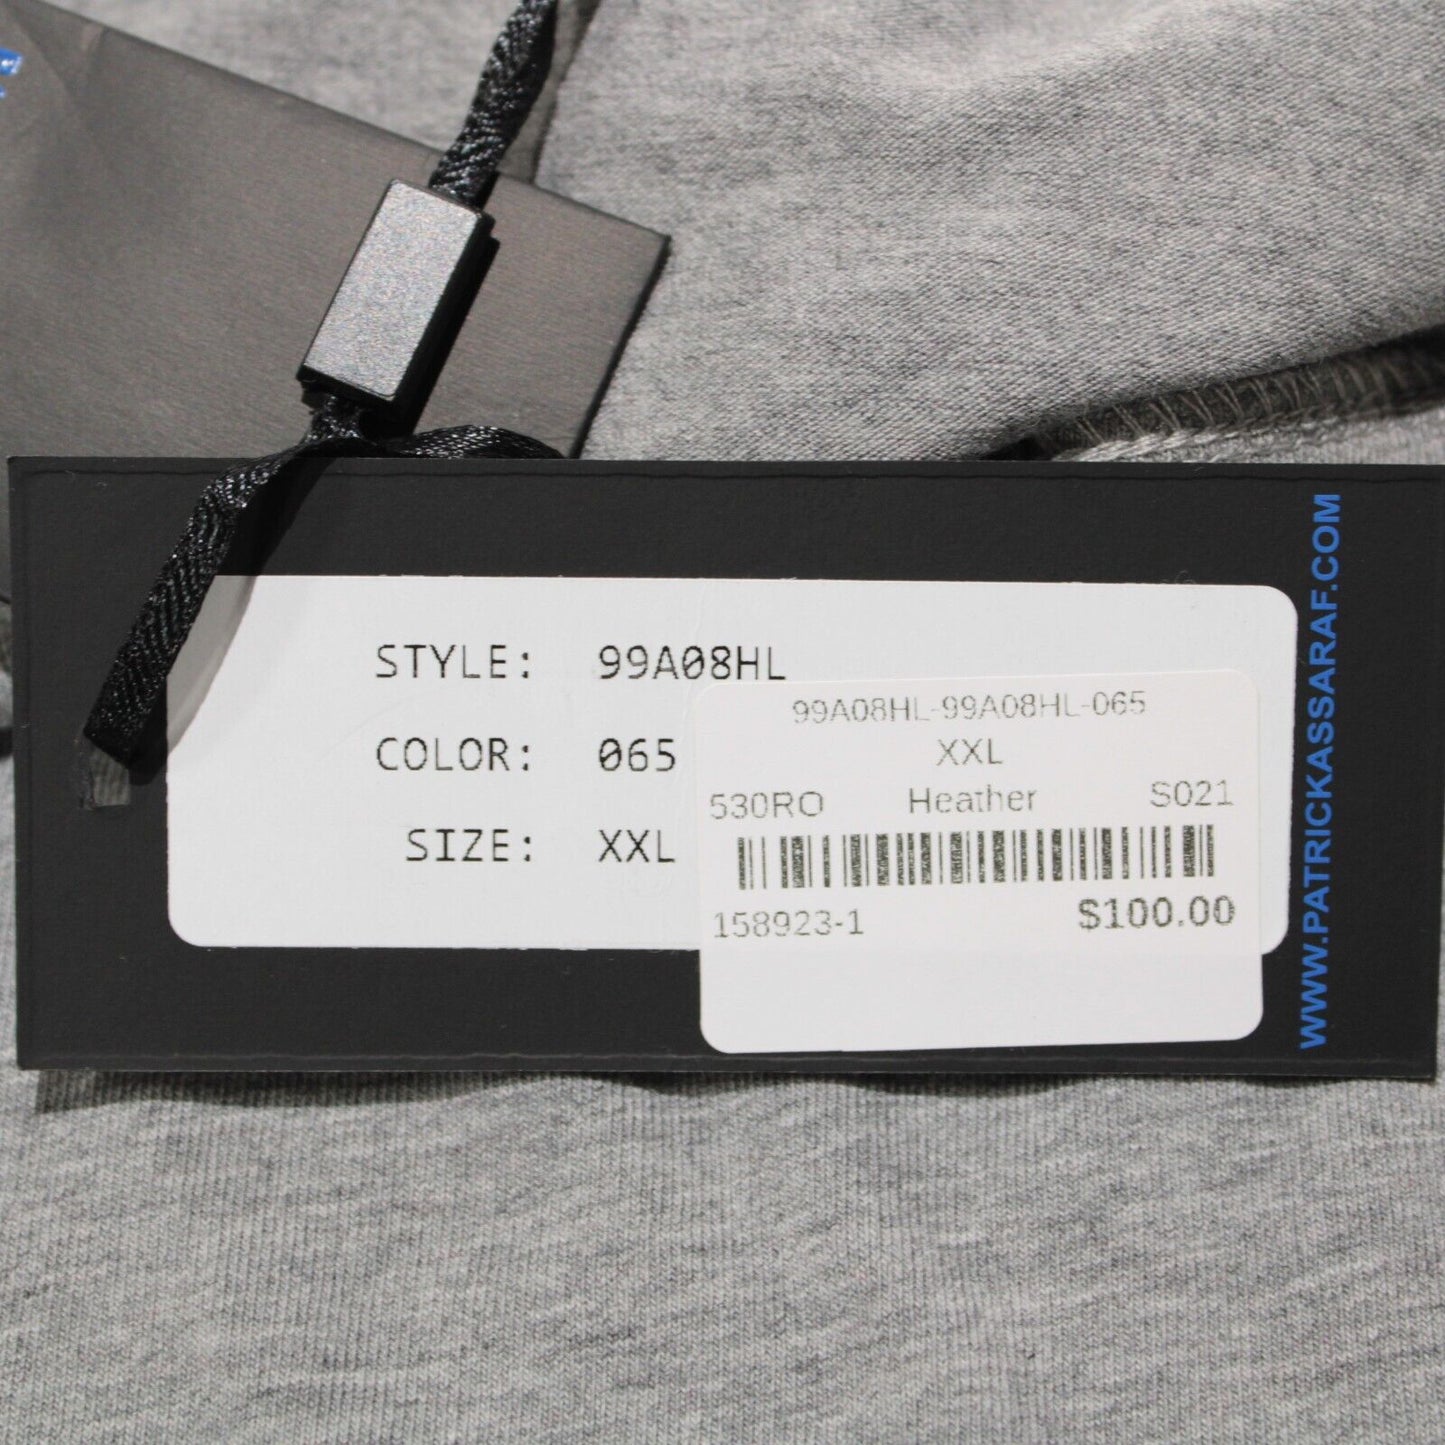 STYLE: 99A08HL
COLOR: 065
SIZE: XXL
99A08HL-99A08HL-065
XXL
530RO Heather S021
158923-1 $100.00
WWW.PATRICKASSARAF.COM